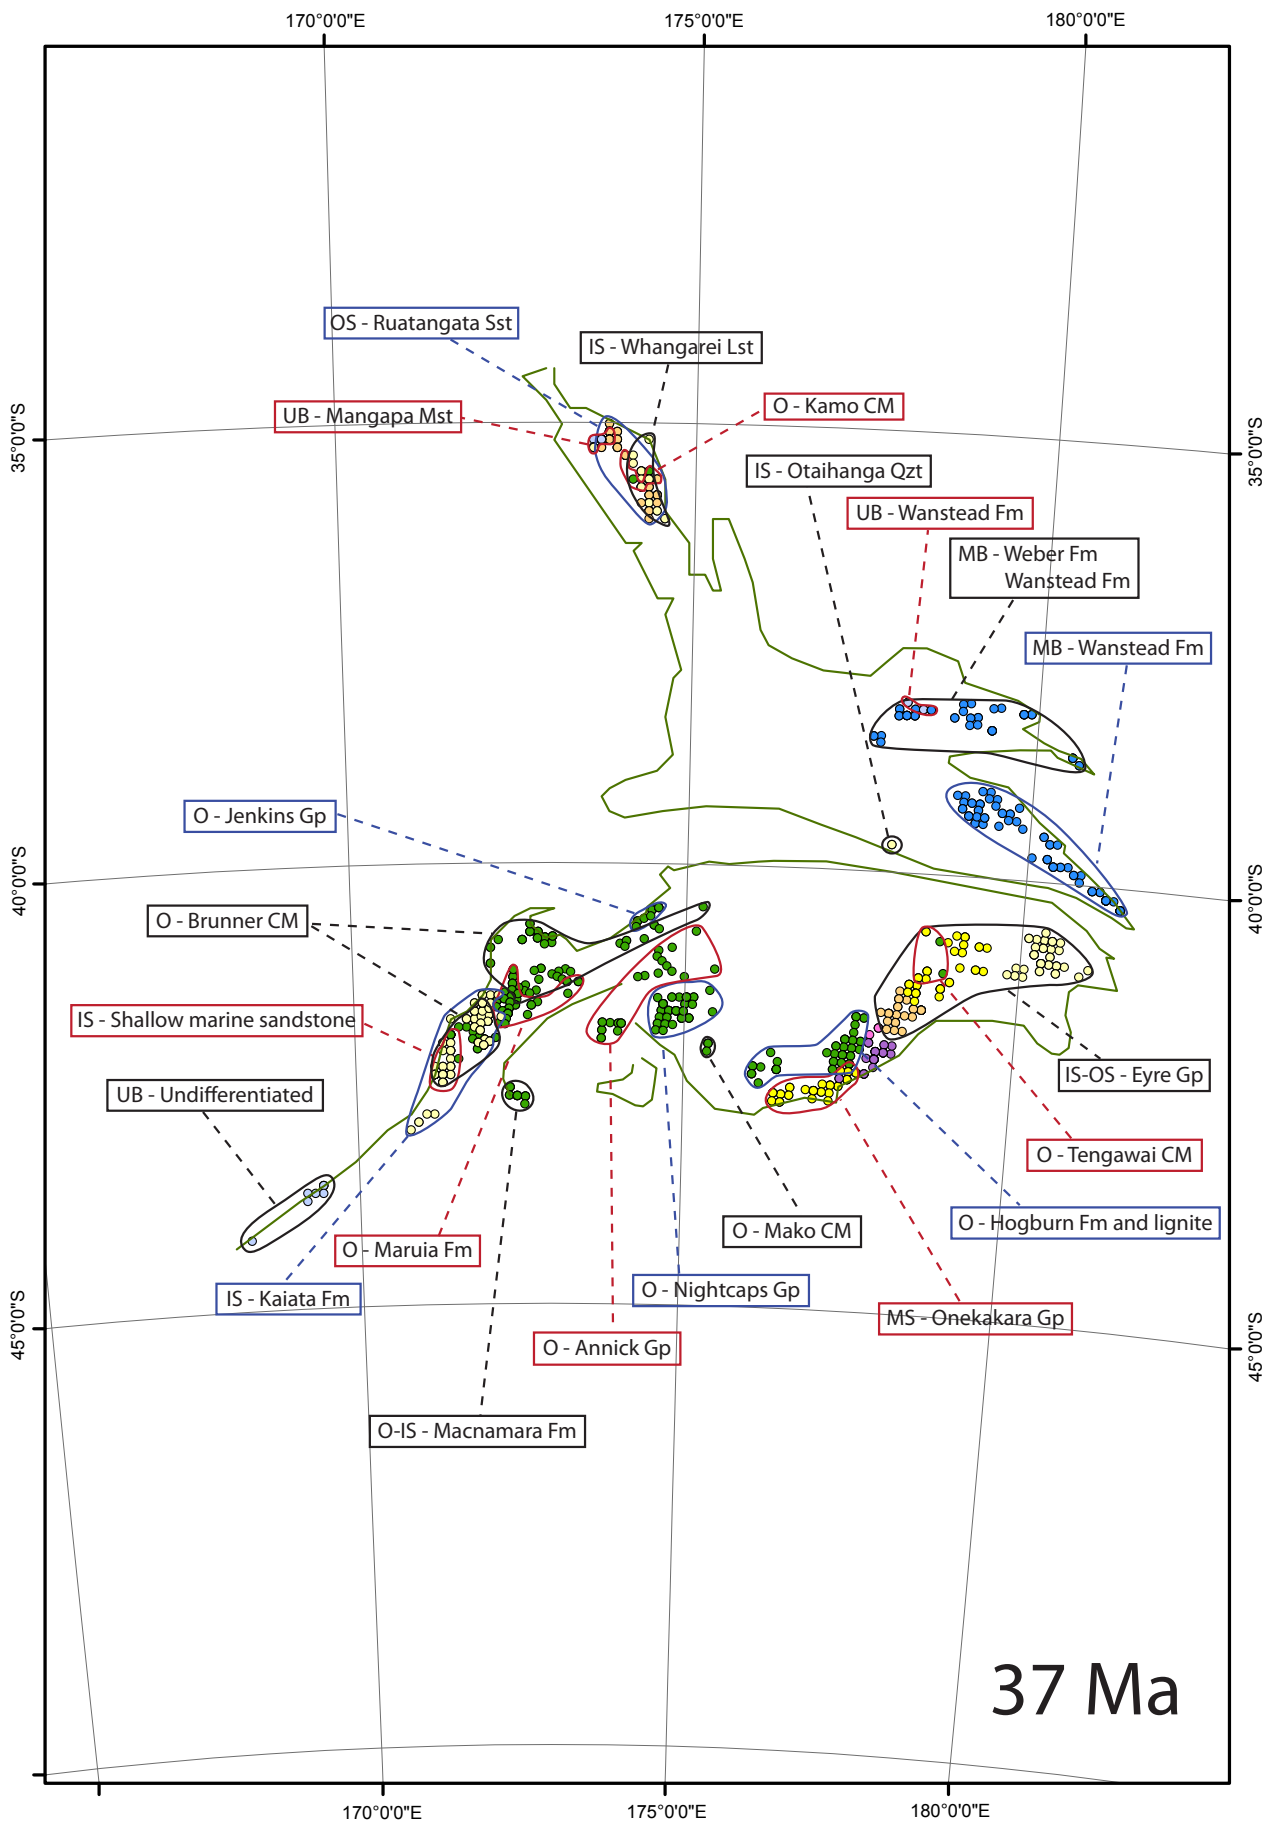 170°0'0"E
175°0'0"E
180°0'0"E
OS - Ruatangata Sst
IS - Whangarei Lst
UB - Mangapa Mst
O - Kamo CM
35°0'0"S
35°0'0"S
IS - Otaihanga Qzt
UB - Wanstead Fm
MB - Weber Fm
Wanstead Fm
MB - Wanstead Fm
O - Jenkins Gp
40°0'0"S
40°0'0"S
O - Brunner CM
IS - Shallow marine sandstone
IS-OS - Eyre Gp
UB - Undifferentiated
O - Tengawai CM
O - Hogburn Fm and lignite
O - Mako CM
O - Maruia Fm
O - Nightcaps Gp
IS - Kaiata Fm
MS - Onekakara Gp
45°0'0"S
45°0'0"S
O - Annick Gp
O-IS - Macnamara Fm
37 Ma
170°0'0"E
175°0'0"E
180°0'0"E